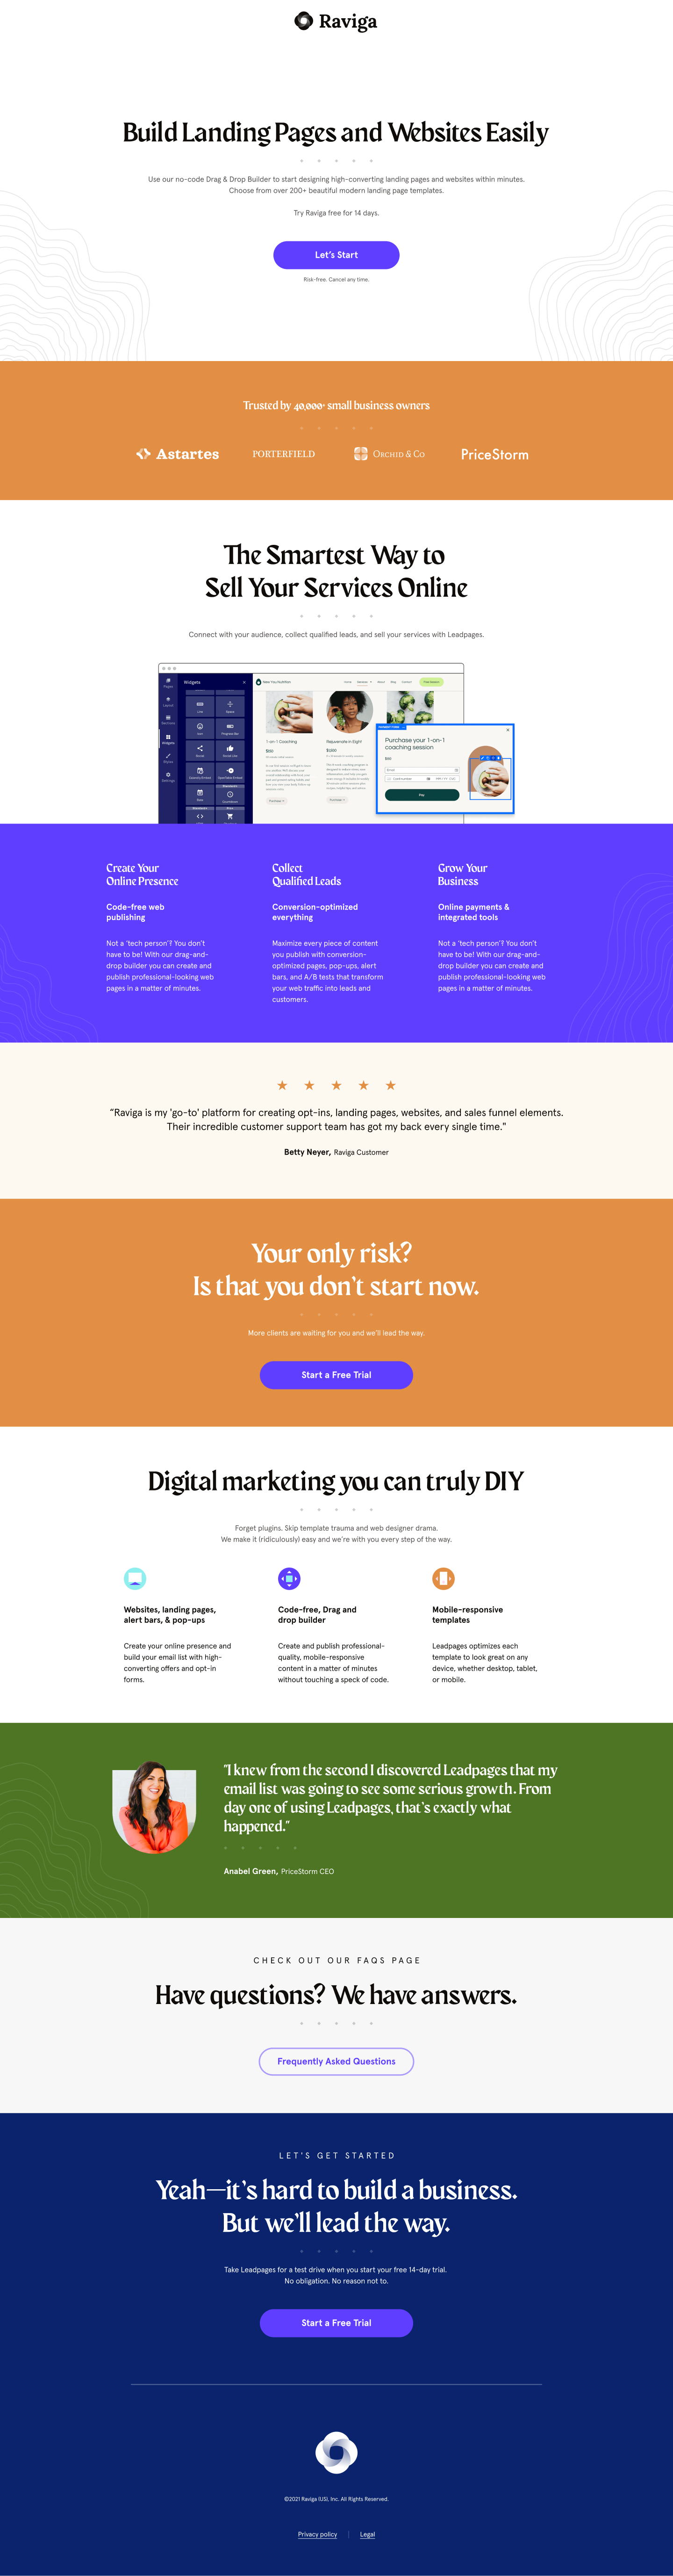 Raviga
Build Landing Pages and Websites Easily
Use our no-code Drag & Drop Builder to start designing high-converting landing pages and websites within minutes.
Choose from over 200+ beautiful modern landing page templates.
Try Raviga free for 14 days.
Let's Start
Risk-free. Cancel any time.
Trusted by 40,000+ small business owners
Astartes
PORTERFIELD
ORCHID & CO
PriceStorm
The Smartest Way to
Sell Your Services Online
Connect with your audience, collect qualified leads, and sell your services with Leadpages.
Widgets
Purchase your 1-on-1
coaching session
Pay
1-on-1 Coaching
Rejuvenate in Eight
Create Your
Online Presence
Code-free web
publishing
Not a 'tech person'? You don't
have to be! With our drag-and-
drop builder you can create and
publish professional-looking web
pages in a matter of minutes.
Collect
Qualified Leads
Conversion-optimized
everything
Maximize every piece of content
you publish with conversion-
optimized pages, pop-ups, alert
bars, and A/B tests that transform
your web traffic into leads and
customers.
Grow Your
Business
Online payments &
integrated tools
Not a 'tech person'? You don't
have to be! With our drag-and-
drop builder you can create and
publish professional-looking web
pages in a matter of minutes.
“Raviga is my 'go-to' platform for creating opt-ins, landing pages, websites, and sales funnel elements.
Their incredible customer support team has got my back every single time."
Betty Neyer, Raviga Customer
Your only risk?
Is that you don't start now.
More clients are waiting for you and we'll lead the way.
Start a Free Trial
Digital marketing you can truly DIY
Forget plugins. Skip template trauma and web designer drama.
We make it (ridiculously) easy and we're with you every step of the way.
Websites, landing pages,
alert bars, & pop-ups
Create your online presence and
build your email list with high-
converting offers and opt-in
forms.
Code-free, Drag and
drop builder
Create and publish professional-
quality, mobile-responsive
content in a matter of minutes
without touching a speck of code.
Mobile-responsive
templates
Leadpages optimizes each
template to look great on any
device, whether desktop, tablet,
or mobile.
"I knew from the second I discovered Leadpages that my
email list was going to see some serious growth. From
day one of using Leadpages, that's exactly what
happened."
Anabel Green, PriceStorm CEO
CHECK OUT OUR FAQS PAGE
Have questions? We have answers.
Frequently Asked Questions
LET'S GET STARTED
Yeah—it's hard to build a business.
But we'll lead the way.
Take Leadpages for a test drive when you start your free 14-day trial.
No obligation. No reason not to.
Start a Free Trial
©2021 Raviga (US), Inc. All Rights Reserved.
Privacy policy | Legal